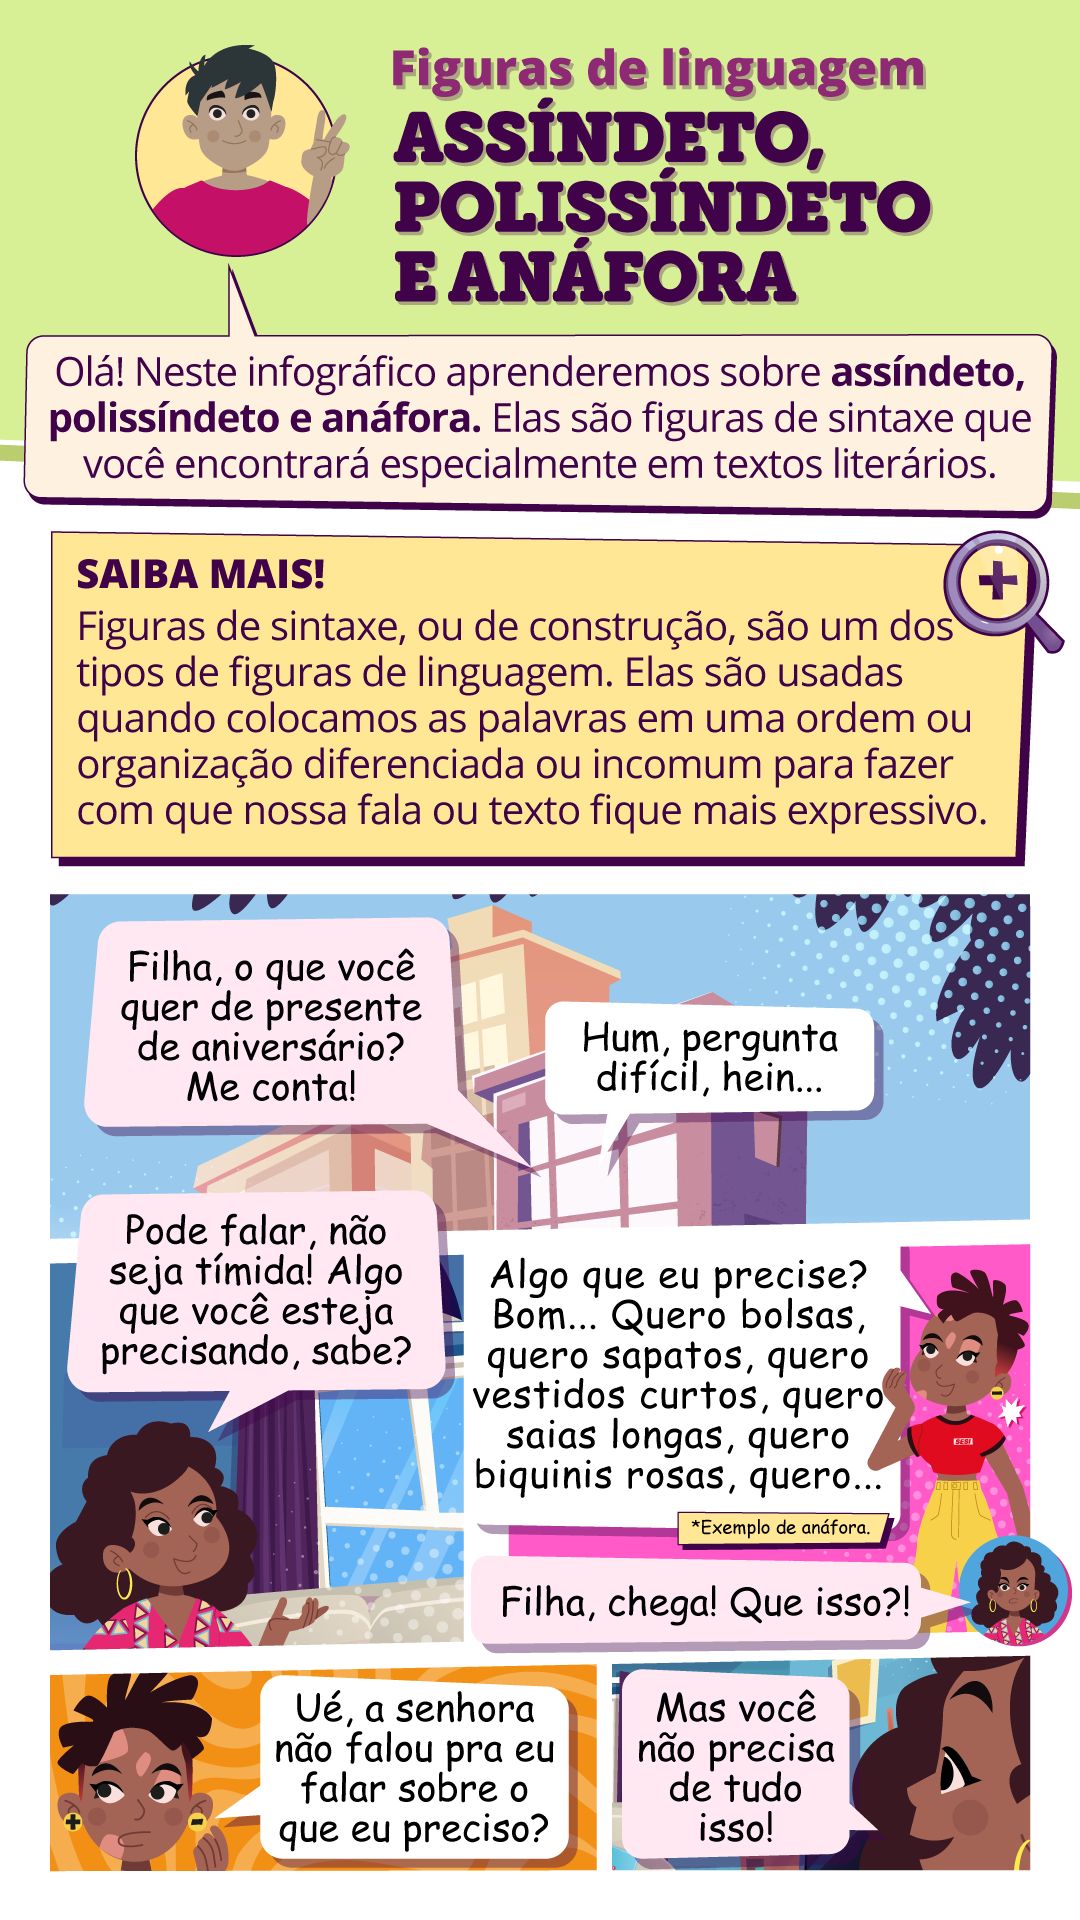 Figuras de linguagem
ASSÍNDETO,
POLISSÍNDETO
E ANÁFORA
Olá! Neste infográfico aprenderemos sobre assíndeto,
polissíndeto e anáfora. Elas são figuras de sintaxe que
você encontrará especialmente em textos literários.
SAIBA MAIS!
Figuras de sintaxe, ou de construção, são um dos
tipos de figuras de linguagem. Elas são usadas
quando colocamos as palavras em uma ordem ou
organização diferenciada ou incomum para fazer
com que nossa fala ou texto fique mais expressivo.
Filha, o que você
quer de presente
de aniversário?
Me conta!
Hum, pergunta
difícil, hein...
Pode falar, não
seja tímida! Algo
que você esteja
precisando, sabe?
Algo que eu precise?
Bom... Quero bolsas,
quero sapatos, quero
vestidos curtos, quero
saias longas, quero
biquinis rosas, quero...
*Exemplo de anáfora.
SESI
Filha, chega! Que isso?!
Ué, a senhora
não falou pra eu
falar sobre o
que eu preciso?
Mas você
não precisa
de tudo
isso!